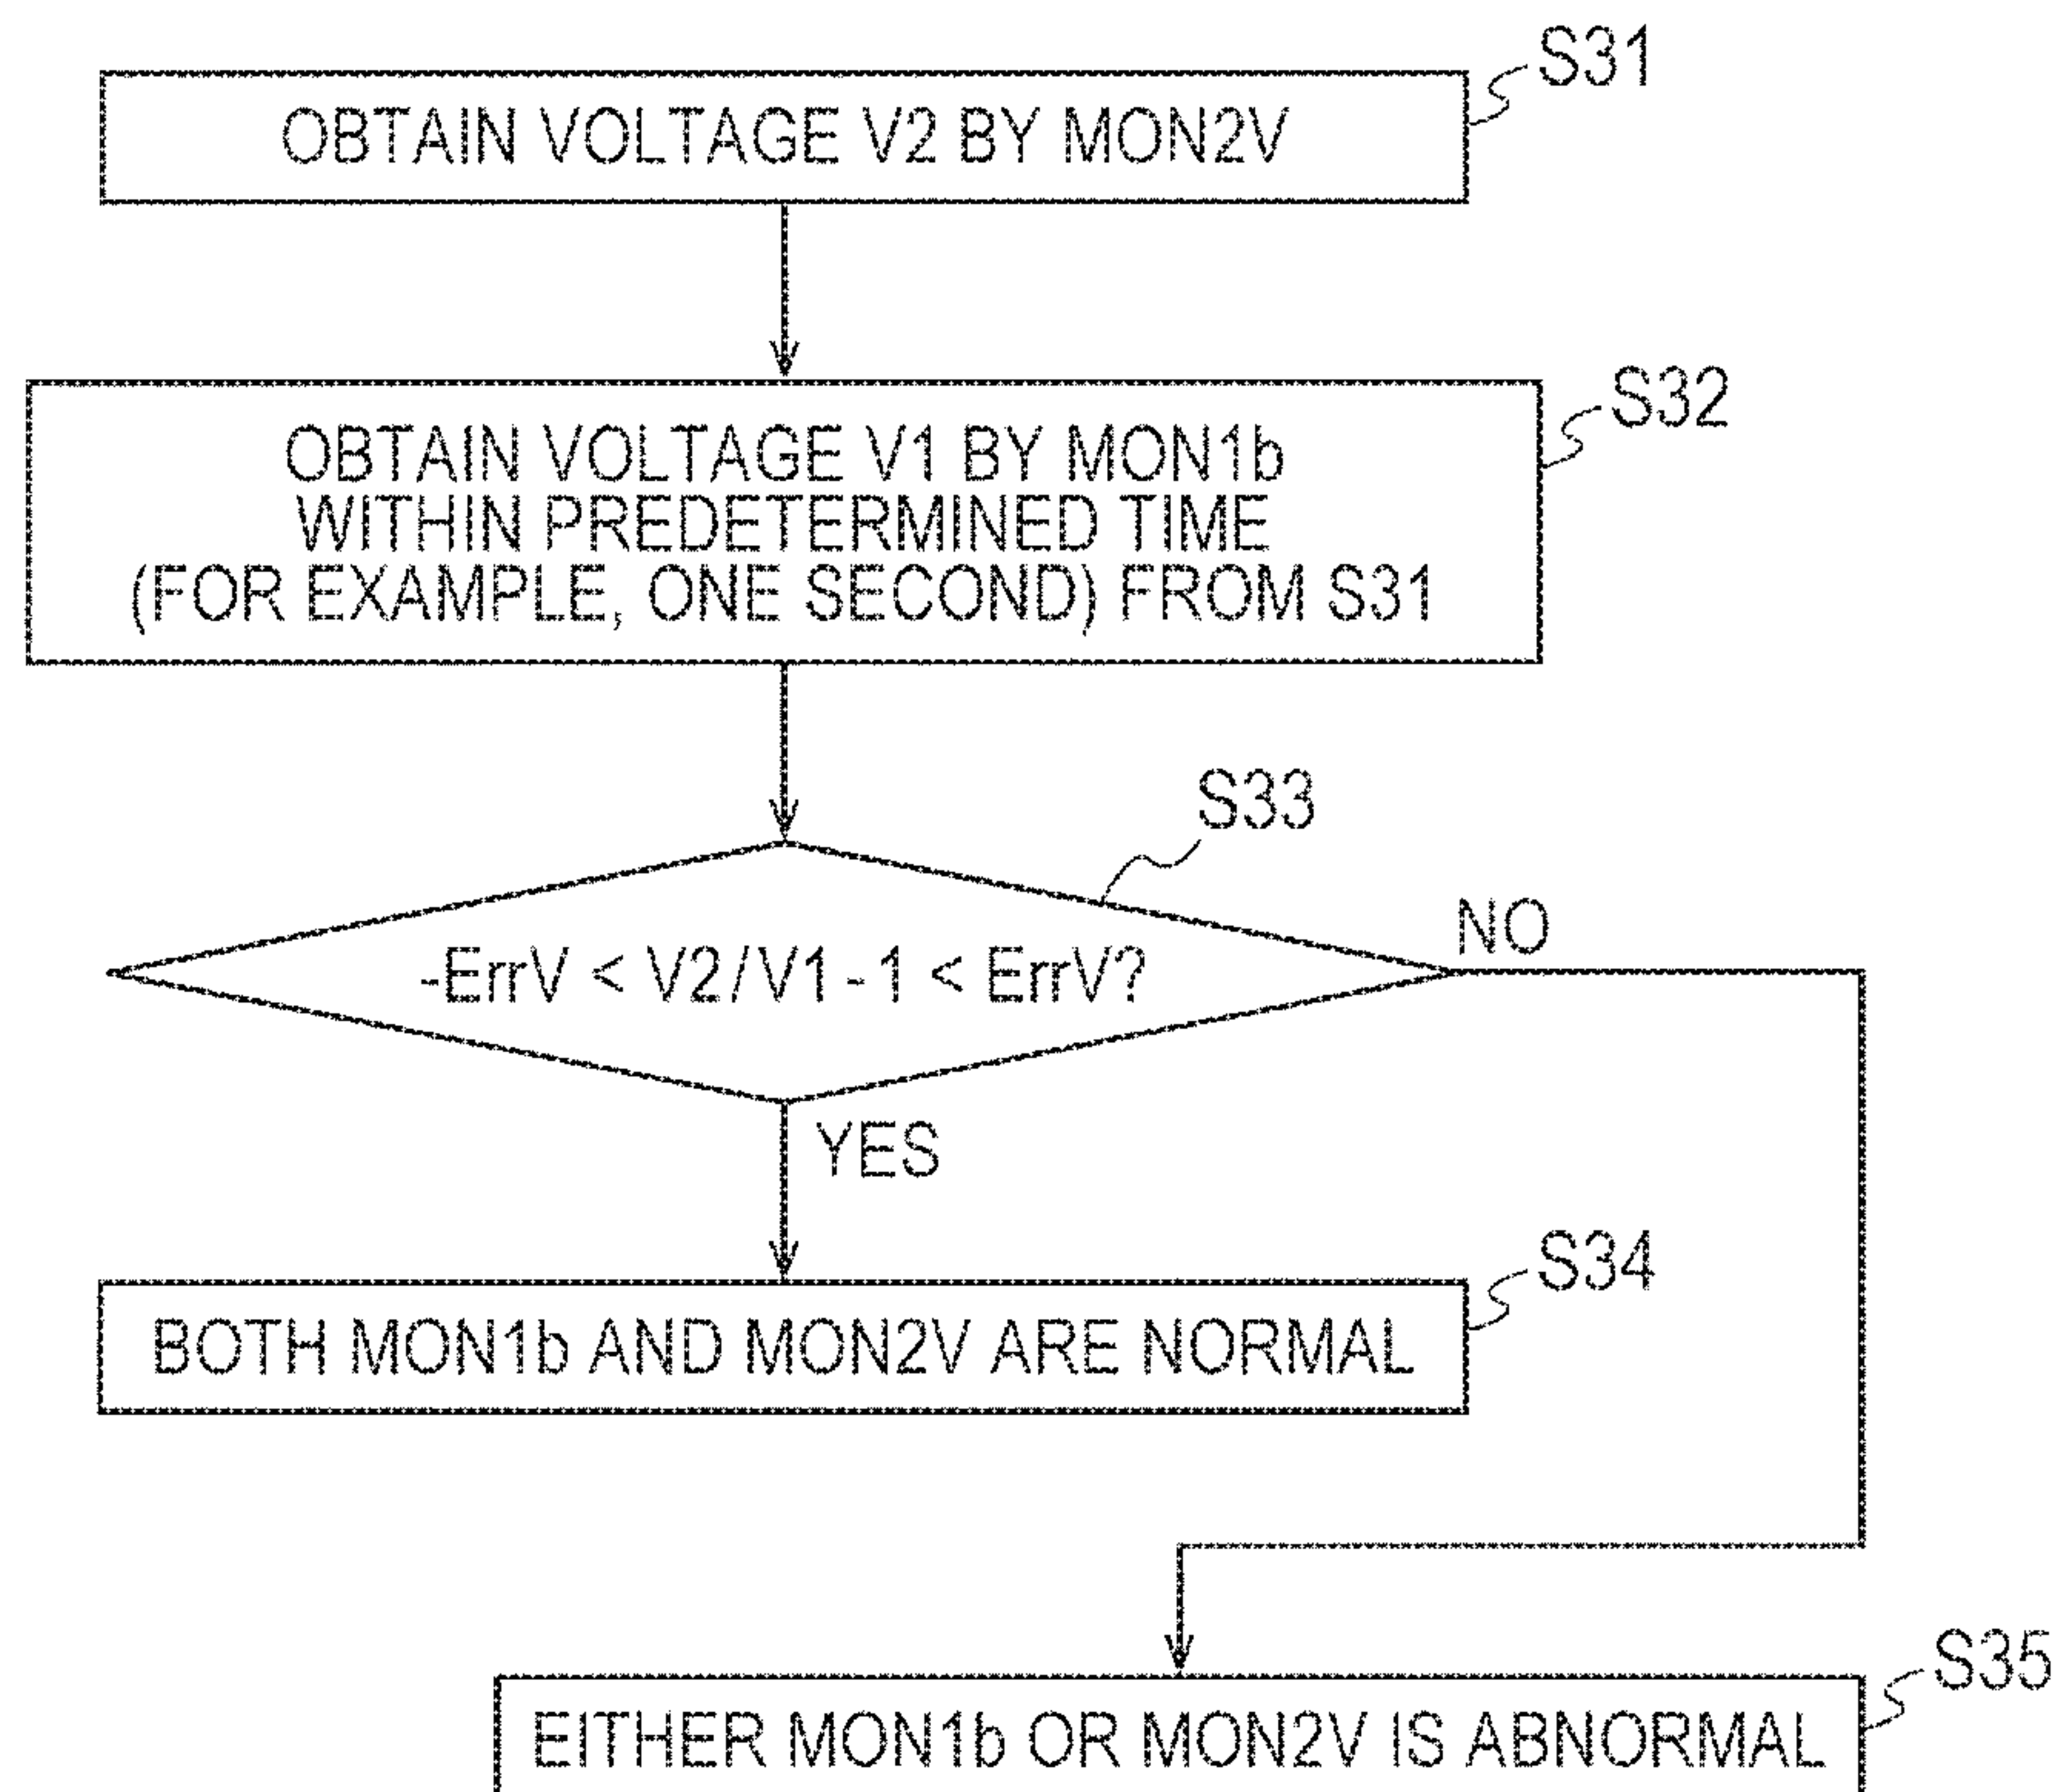 S31
OBTAIN VOLTAGE V2 BY MON2V
S32
OBTAIN VOLTAGE V1 BY MON1b
WITHIN PREDETERMINED TIME
(FOR EXAMPLE, ONE SECOND) FROM S31
S33
NO
-ErrV < V2/V1-1 < ErrV?
YES
S34
BOTH MON1b AND MON2V ARE NORMAL
S35
EITHER MON1b OR MON2V IS ABNORMAL